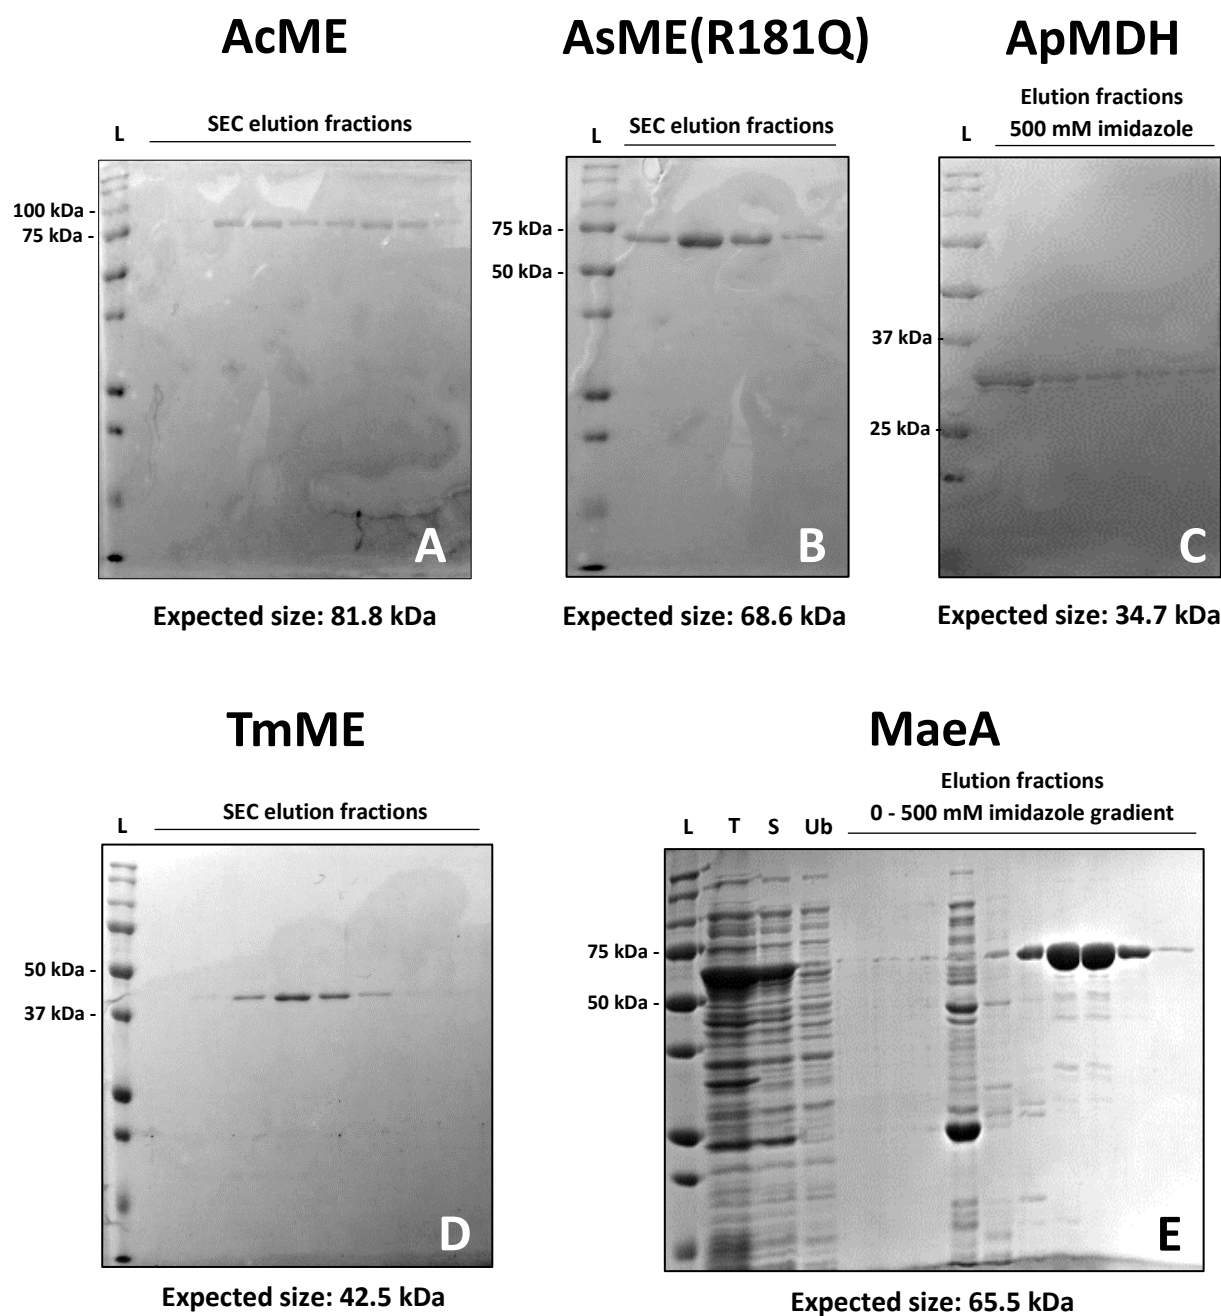 AcME
SEC elution fractions
L
100 kDa -
75 kDa -
A
Expected size: 81.8 kDa
AsME(R181Q)
SEC elution fractions
L
75 kDa -
50 kDa -
B
Expected size: 68.6 kDa
ApMDH
Elution fractions
500 mM imidazole
L
37 kDa -
25 kDa -
C
Expected size: 34.7 kDa
TmME
SEC elution fractions
L
50 kDa -
37 kDa -
D
Expected size: 42.5 kDa
MaeA
Elution fractions
0 - 500 mM imidazole gradient
L T S Ub
75 kDa -
50 kDa -
E
Expected size: 65.5 kDa